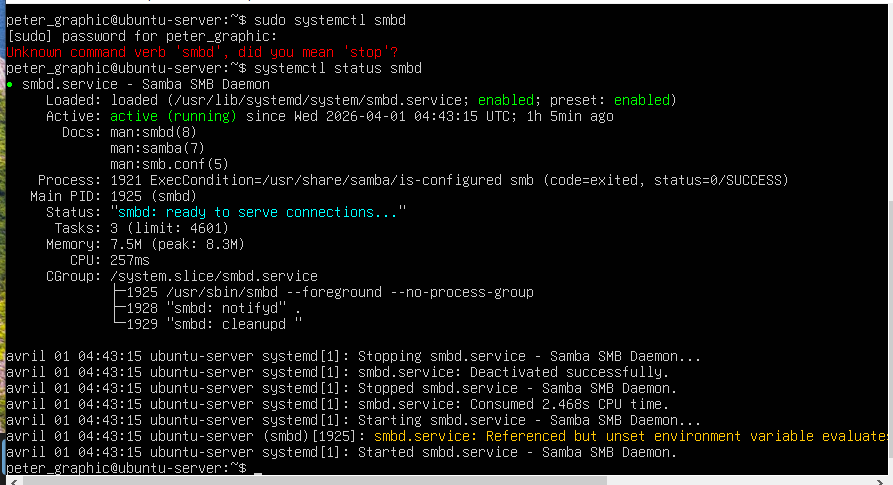 peter_graphic@ubuntu-server:~$ sudo systemctl smbd
[sudo] password for peter_graphic:
Unknown command verb 'smbd', did you mean 'stop'?
peter_graphic@ubuntu-server:~$ systemctl status smbd
● smbd.service - Samba SMB Daemon
Loaded: loaded (/usr/lib/systemd/system/smbd.service; enabled; preset: enabled)
Active: active (running) since Wed 2026-04-01 04:43:15 UTC; 1h 5min ago
Docs: man:smbd(8)
man:samba(7)
man:smb.conf(5)
Process: 1921 ExecCondition=/usr/share/samba/is-configured smb (code=exited, status=0/SUCCESS)
Main PID: 1925 (smbd)
Status: "smbd: ready to serve connections..."
Tasks: 3 (limit: 4601)
Memory: 7.5M (peak: 8.3M)
CPU: 257ms
CGroup: /system.slice/smbd.service
├─1925 /usr/sbin/smbd --foreground --no-process-group
├─1928 "smbd: notifyd" .
└─1929 "smbd: cleanupd "
avril 01 04:43:15 ubuntu-server systemd[1]: Stopping smbd.service - Samba SMB Daemon...
avril 01 04:43:15 ubuntu-server systemd[1]: smbd.service: Deactivated successfully.
avril 01 04:43:15 ubuntu-server systemd[1]: Stopped smbd.service - Samba SMB Daemon.
avril 01 04:43:15 ubuntu-server systemd[1]: smbd.service: Consumed 2.468s CPU time.
avril 01 04:43:15 ubuntu-server systemd[1]: Starting smbd.service - Samba SMB Daemon...
avril 01 04:43:15 ubuntu-server (smbd)[1925]: smbd.service: Referenced but unset environment variable evaluate
avril 01 04:43:15 ubuntu-server systemd[1]: Started smbd.service - Samba SMB Daemon.
peter_graphic@ubuntu-server:~$ _